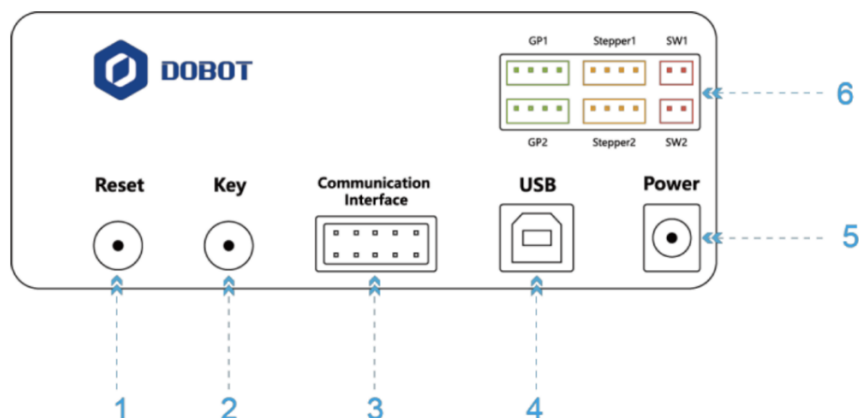 GP1 Stepper1 SW1
DOBOT
6
GP2 Stepper2 SW2
Reset Key Communication Interface USB Power
5
1 2 3 4